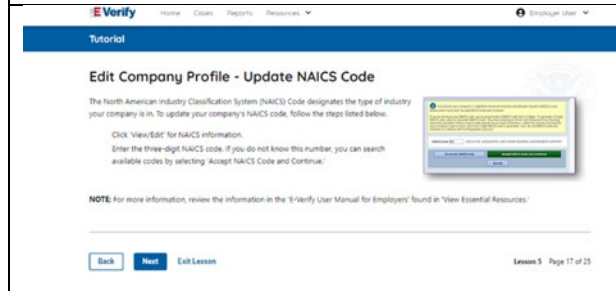 E-Verify Home Cases Reports Resources Employer User
Tutorial
Edit Company Profile - Update NAICS Code
The North American Industry Classification System (NAICS) Code designates the type of industry
your company is in. To update your company's NAICS code, follow the steps listed below.
Click 'View/Edit' for NAICS information.
Enter the three-digit NAICS code. If you do not know this number, you can search
available codes by selecting 'Accept NAICS Code and Continue.'
NOTE: For more information, review the information in the 'E-Verify User Manual for Employers' found in 'View Essential Resources.'
Back Next Exit Lesson Lesson 5 Page 17 of 25